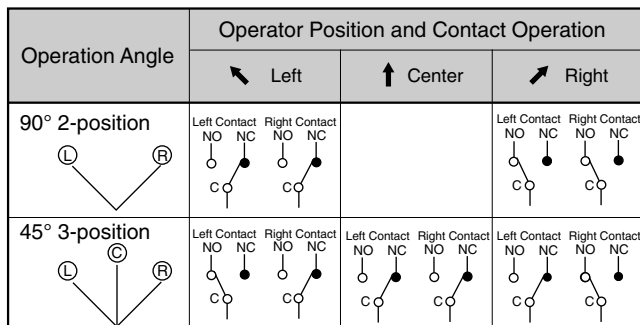 Operation Angle
Operator Position and Contact Operation
Left
Center
Right
90° 2-position
L R
Left Contact Right Contact
NO NC NO NC
C C
Left Contact Right Contact
NO NC NO NC
C C
45° 3-position
C
L R
Left Contact Right Contact
NO NC NO NC
C C
Left Contact Right Contact
NO NC NO NC
C C
Left Contact Right Contact
NO NC NO NC
C C